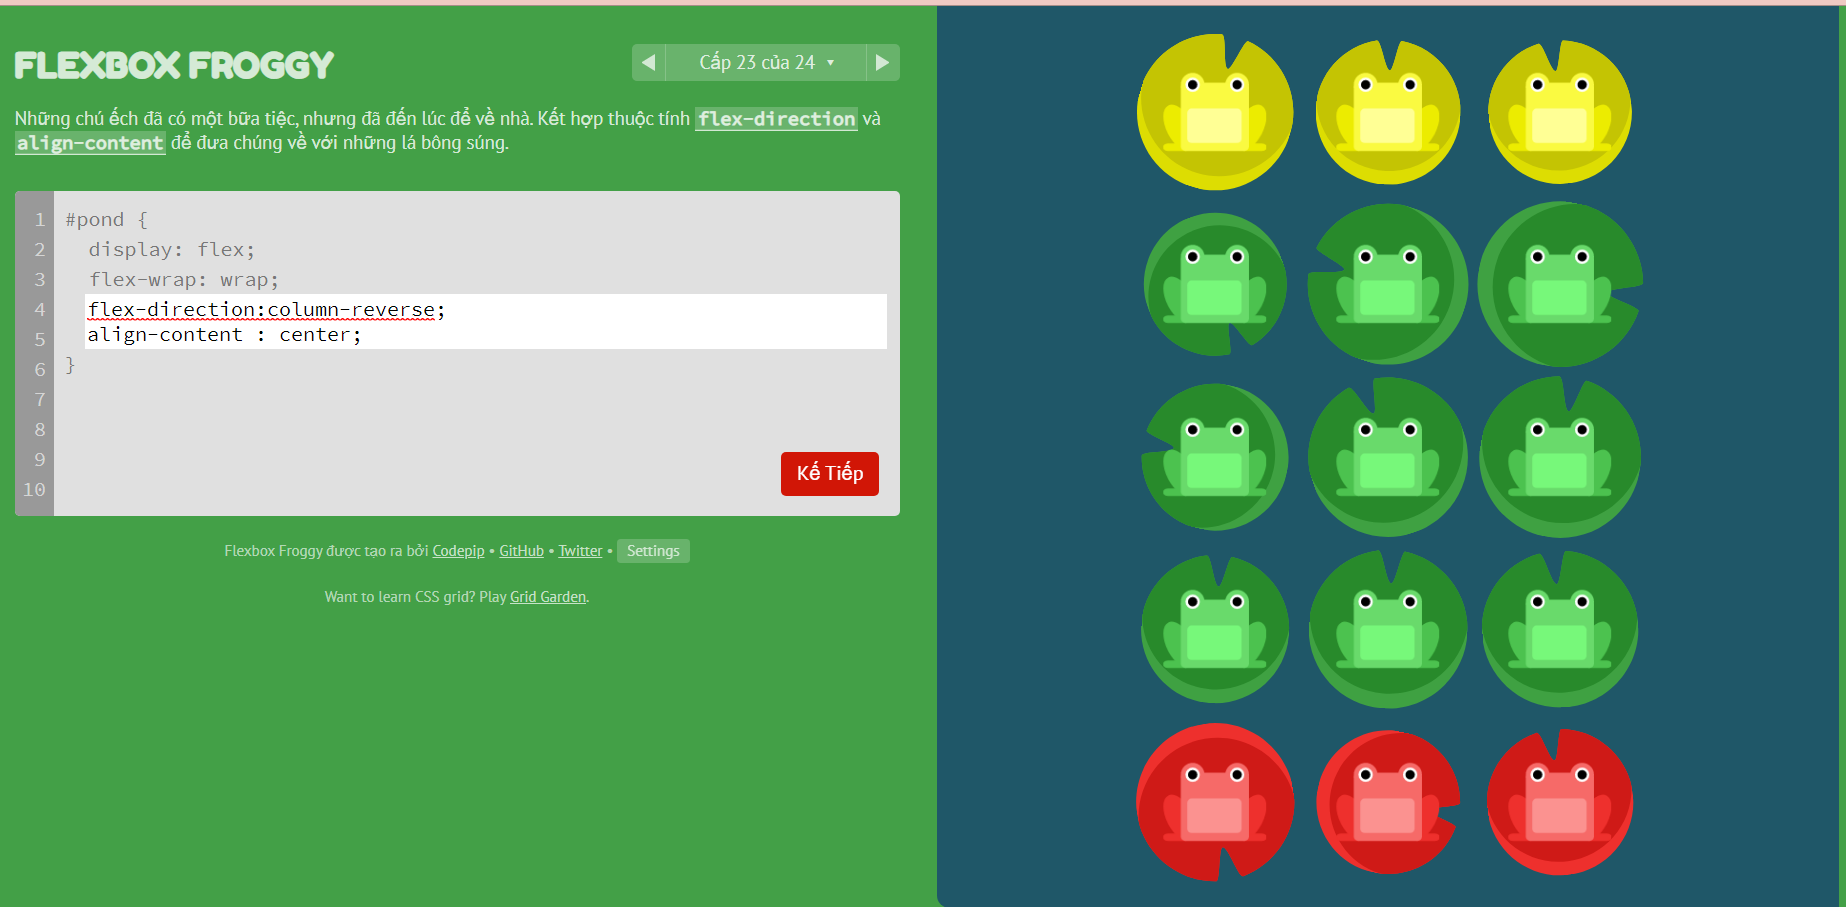 FLEXBOX FROGGY
Cấp 23 của 24 ▼
Những chú ếch đã có một bữa tiệc, nhưng đã đến lúc để về nhà. Kết hợp thuộc tính flex-direction và
align-content để đưa chúng về với những lá bông súng.
1 #pond {
2 display: flex;
3 flex-wrap: wrap;
4 flex-direction:column-reverse;
5 align-content : center;
6 }
7
8
9
10
Kế Tiếp
Flexbox Froggy được tạo ra bởi Codepip • GitHub • Twitter • Settings
Want to learn CSS grid? Play Grid Garden.